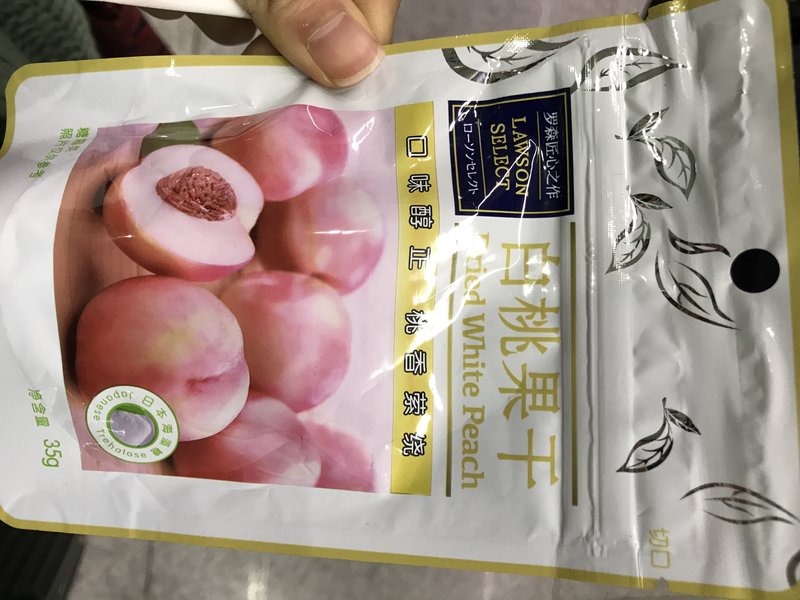 切口
罗森匠心之作
LAWSON
SELECT
ローソンセレクト
白桃果干
Dried White Peach
口味醇正 桃香萦绕
日本海藻糖
Japanese Trehalose
净含量 35g